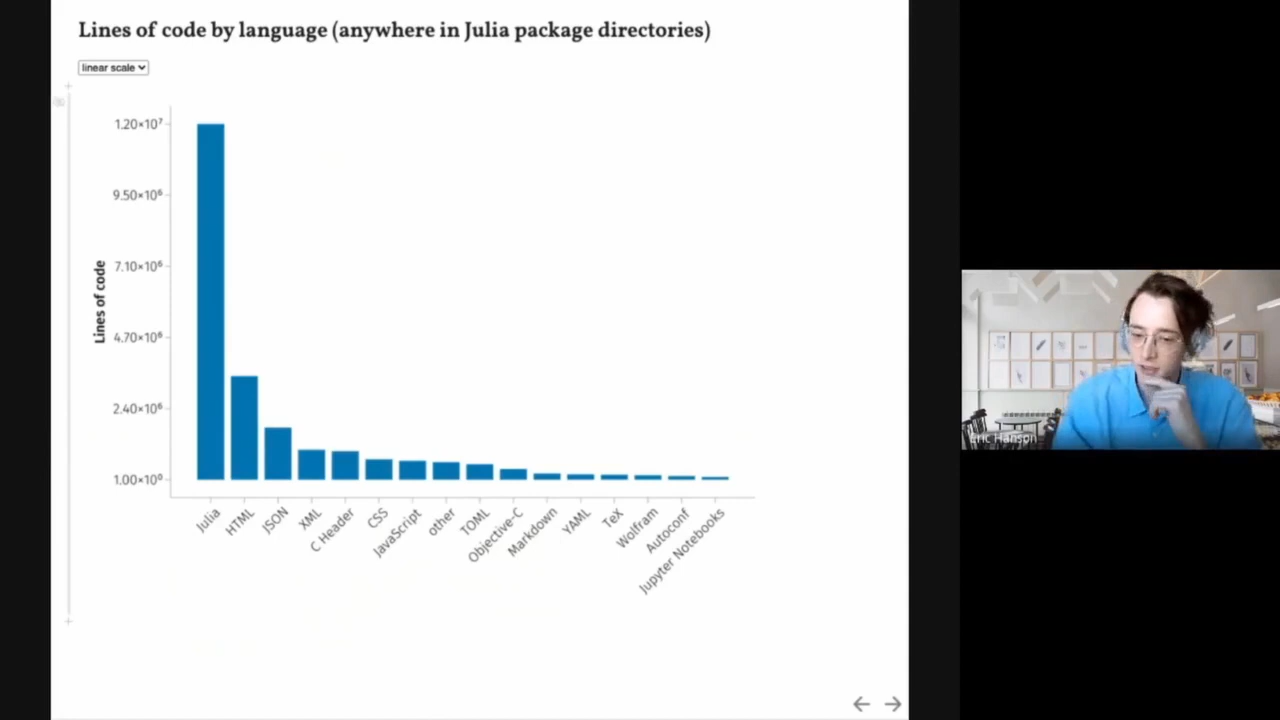 Lines of code by language (anywhere in Julia package directories)
linear scale
1.20×10⁷
9.50×10⁶
7.10×10⁶
4.70×10⁶
2.40×10⁶
1.00×10⁰
Lines of code
Julia
HTML
JSON
XML
C Header
CSS
JavaScript
other
TOML
Objective-C
Markdown
YAML
TeX
Wolfram
Autoconf
Jupyter Notebooks
Eric Hanson